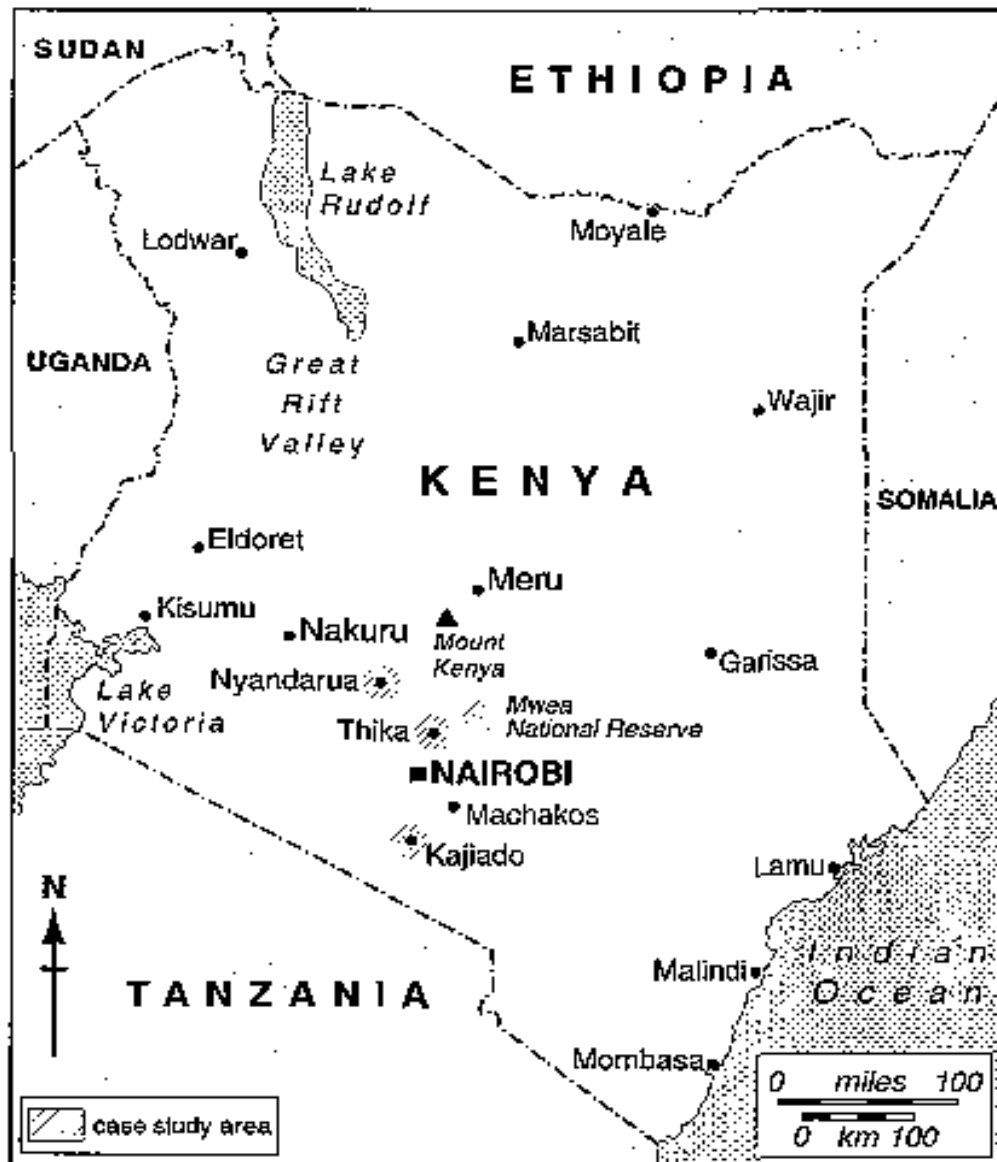 SUDAN
ETHIOPIA
Lake
Rudolf
Moyale
Lodwar
Marsabit
UGANDA
Great
Rift
Valley
Wajir
KENYA
SOMALIA
Eldoret
Meru
Kisumu
Nakuru
Mount
Kenya
Garissa
Nyandarua
Lake
Victoria
Mwea
National Reserve
Thika
NAIROBI
Machakos
Kajiado
Lamu
N
Indian
Ocean
Malindi
TANZANIA
Mombasa
0 miles 100
0 km 100
case study area